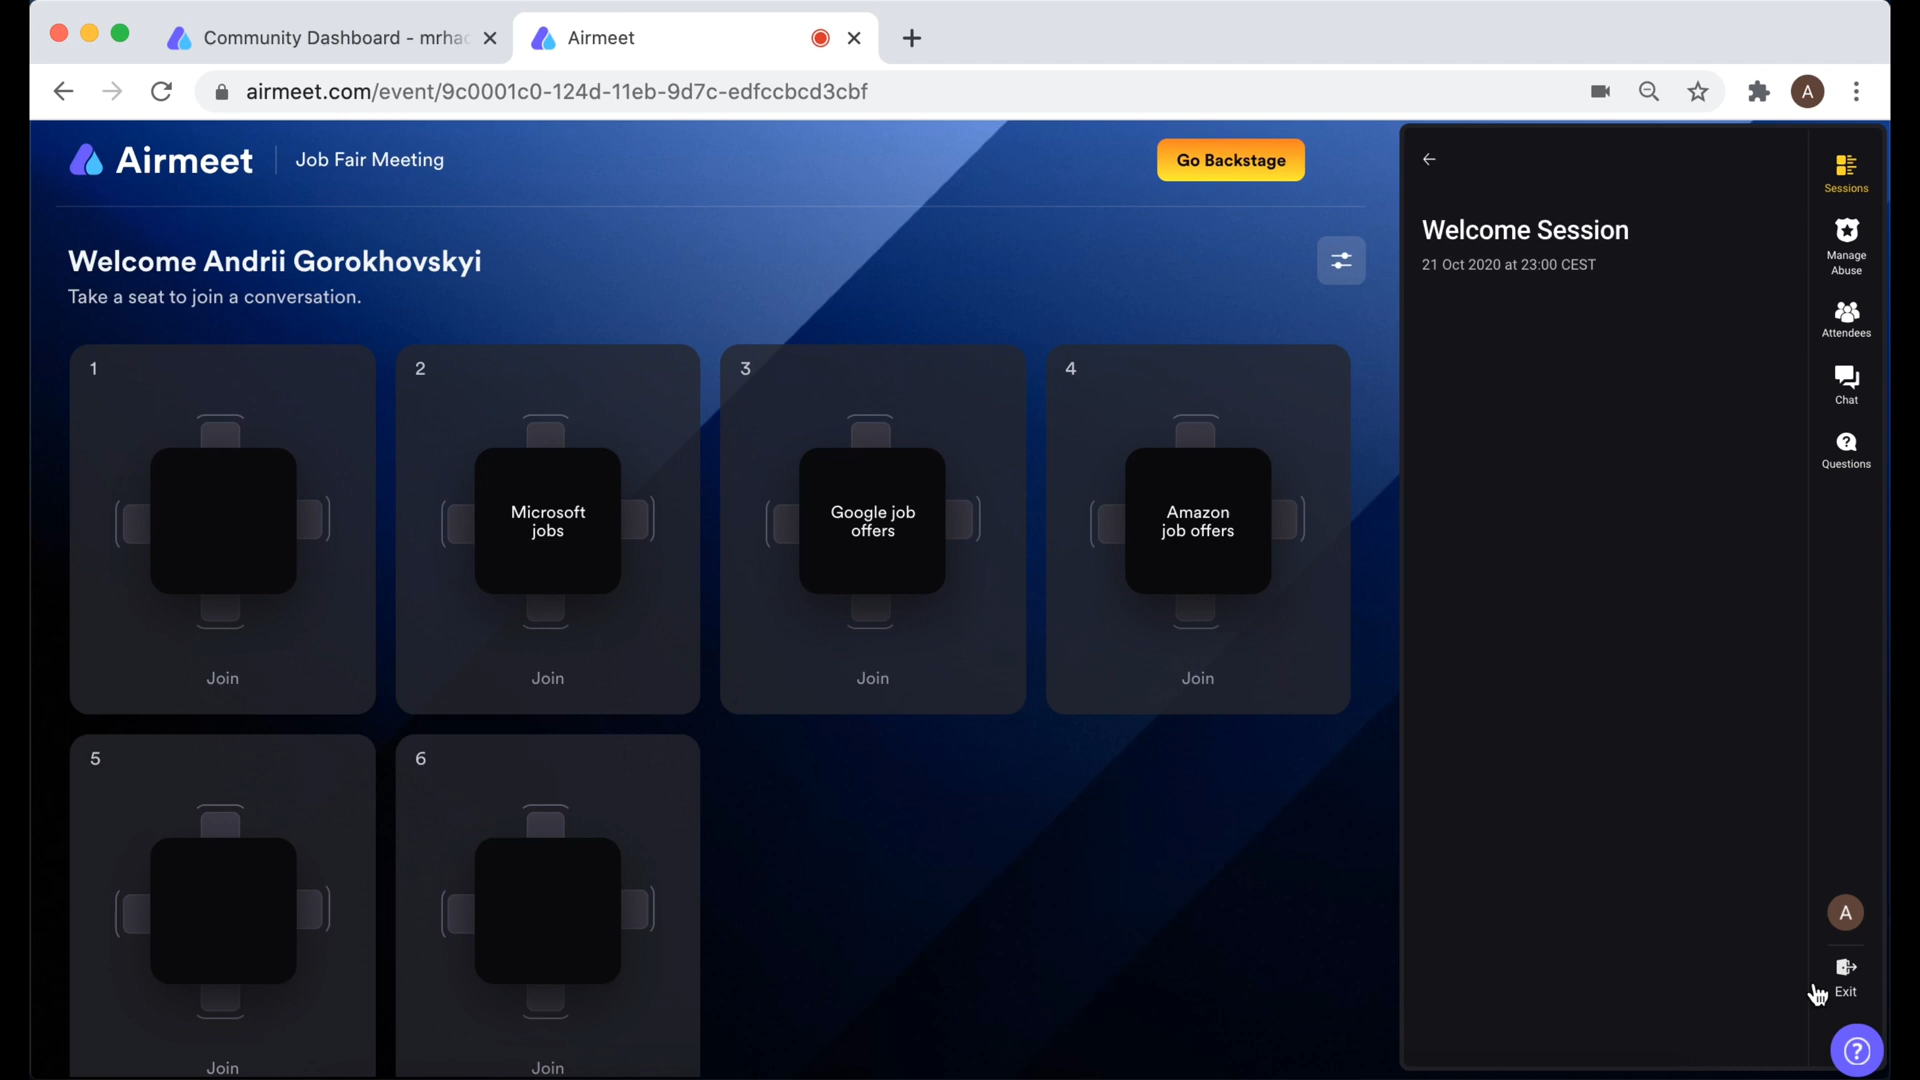 Community Dashboard - mrha
Airmeet
airmeet.com/event/9c0001c0-124d-11eb-9d7c-edfccbcd3cbf
A
Airmeet
Job Fair Meeting
Go Backstage
Welcome Andrii Gorokhovskyi
Take a seat to join a conversation.
1
Join
2
Microsoft
jobs
Join
3
Google job
offers
Join
4
Amazon
job offers
Join
5
Join
6
Join
Welcome Session
21 Oct 2020 at 23:00 CEST
Sessions
Manage
Abuse
Attendees
Chat
?
Questions
A
Exit
?